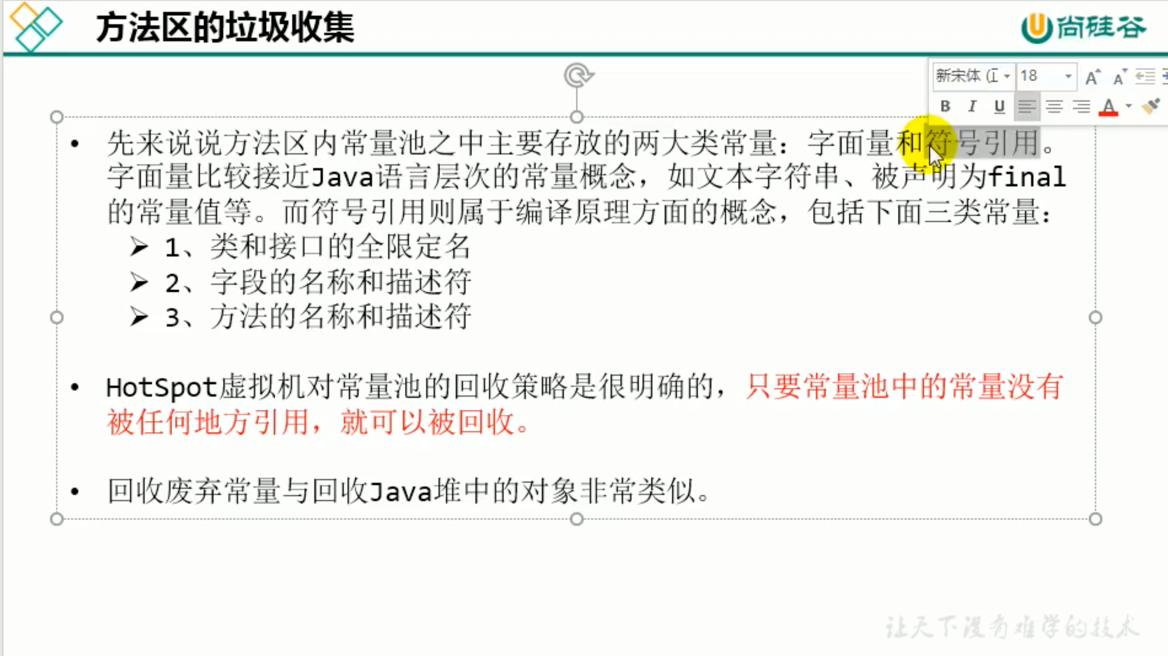 方法区的垃圾收集
尚硅谷
新宋体 (工 18
B I U A
• 先来说说方法区内常量池之中主要存放的两大类常量：字面量和符号引用。
字面量比较接近Java语言层次的常量概念，如文本字符串、被声明为final
的常量值等。而符号引用则属于编译原理方面的概念，包括下面三类常量：
➢ 1、类和接口的全限定名
➢ 2、字段的名称和描述符
➢ 3、方法的名称和描述符
• HotSpot虚拟机对常量池的回收策略是很明确的，只要常量池中的常量没有
被任何地方引用，就可以被回收。
• 回收废弃常量与回收Java堆中的对象非常类似。
让天下没有难学的技术